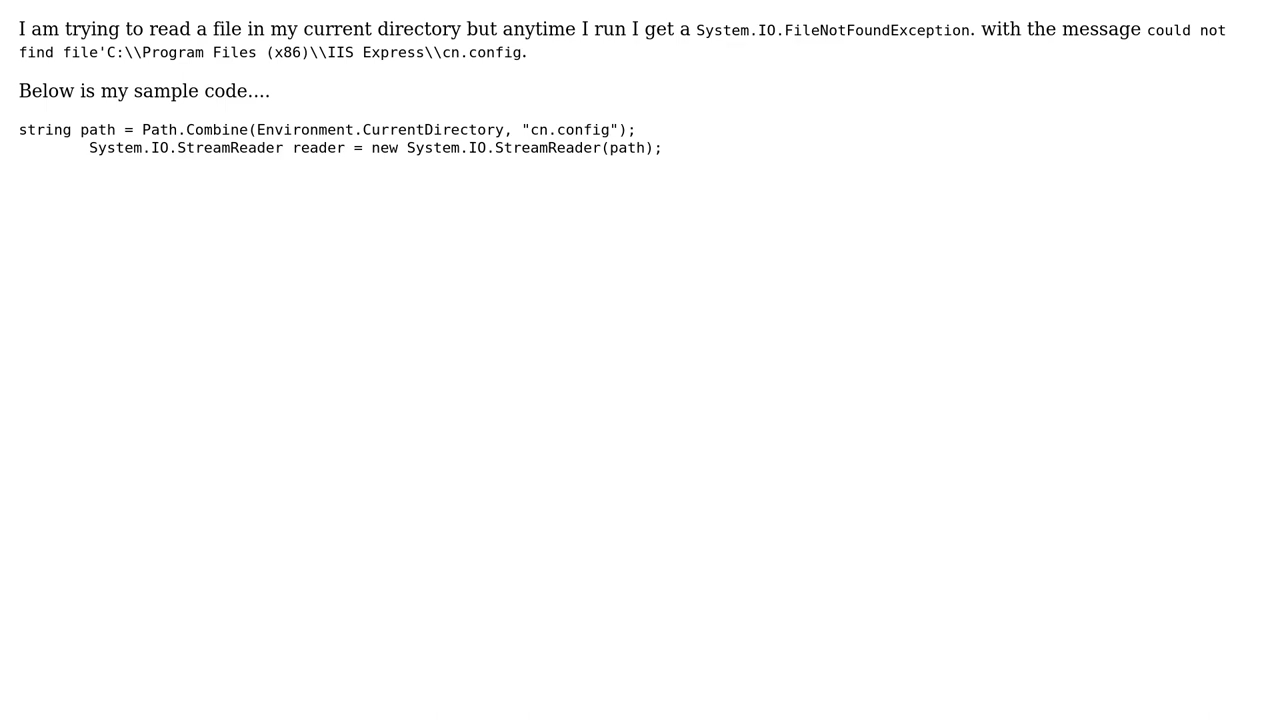 I am trying to read a file in my current directory but anytime I run I get a System.IO.FileNotFoundException. with the message could not
find file'C:\\Program Files (x86)\\IIS Express\\cn.config.
Below is my sample code....
string path = Path.Combine(Environment.CurrentDirectory, "cn.config");
        System.IO.StreamReader reader = new System.IO.StreamReader(path);